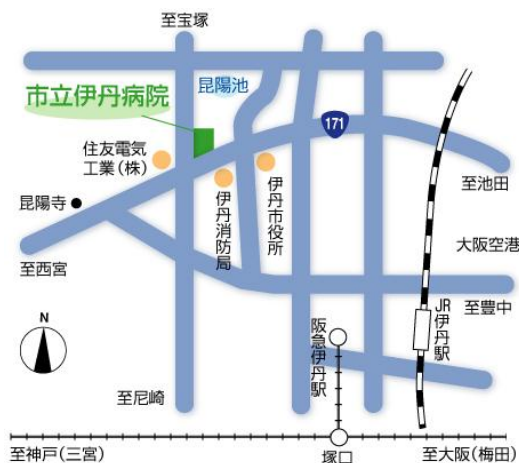 至宝塚
昆陽池
市立伊丹病院
171
住友電気
工業(株)
至池田
昆陽寺
伊丹消防局
伊丹市役所
大阪空港
至西宮
至豊中
N
阪急伊丹駅
JR伊丹駅
至尼崎
至神戸(三宮)
塚口
至大阪(梅田)